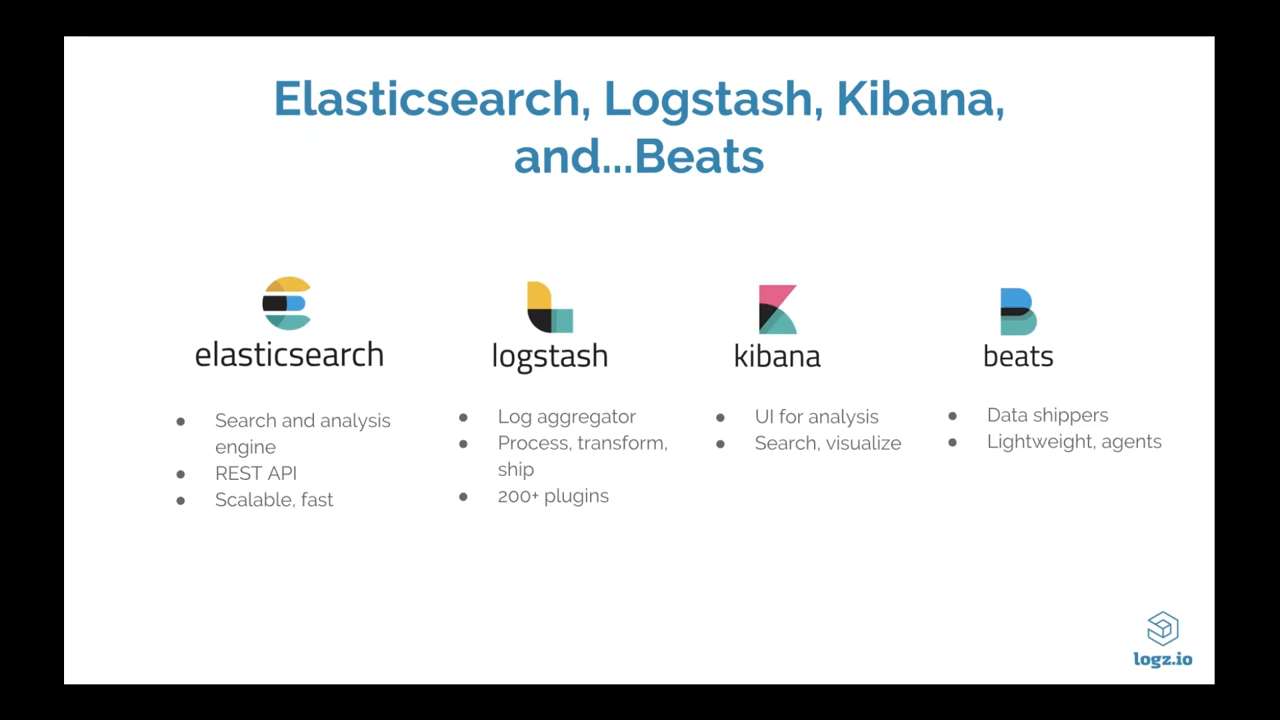 Elasticsearch, Logstash, Kibana,
and...Beats
elasticsearch
● Search and analysis
engine
● REST API
● Scalable, fast
logstash
● Log aggregator
● Process, transform,
ship
● 200+ plugins
kibana
● UI for analysis
● Search, visualize
beats
● Data shippers
● Lightweight, agents
logz.io